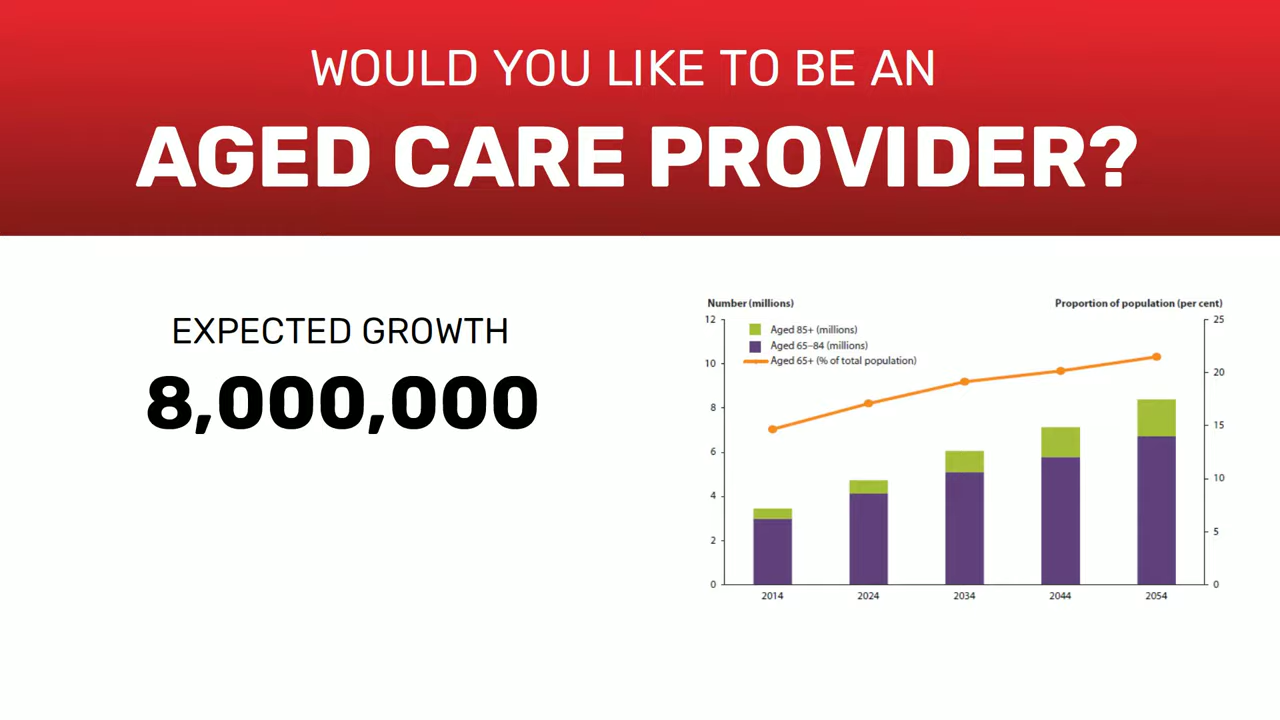 WOULD YOU LIKE TO BE AN
AGED CARE PROVIDER?
EXPECTED GROWTH
8,000,000
Number (millions)
Proportion of population (per cent)
12
10
8
6
4
2
0
Aged 85+ (millions)
Aged 65–84 (millions)
Aged 65+ (% of total population)
25
20
15
10
5
0
2014
2024
2034
2044
2054